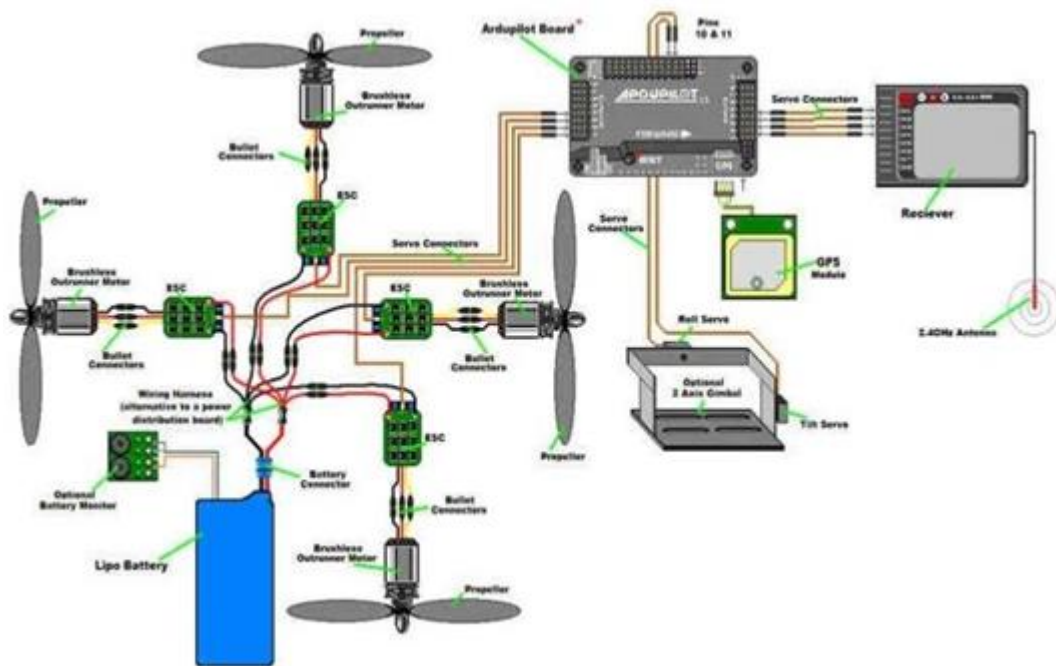 Propeller
Ardupilot Board *
Pins
10 & 11
Brushless
Outrunner Motor
ARDUPILOT
Servo Connectors
FORWARD
Bullet
Connectors
GPS
Propeller
ESC
Reciever
Servo
Connectors
Servo Connectors
GPS
Module
Brushless
Outrunner Motor
ESC
ESC
Brushless
Outrunner Motor
2.4GHz Antenna
Roll Servo
Bullet
Connectors
Bullet
Connectors
Wiring Harness
(alternative to a power
distribution board)
Optional
2 Axis Gimbal
ESC
Tilt Servo
Propeller
Battery
Connector
Optional
Battery Monitor
Bullet
Connectors
Lipo Battery
Brushless
Outrunner Motor
Propeller